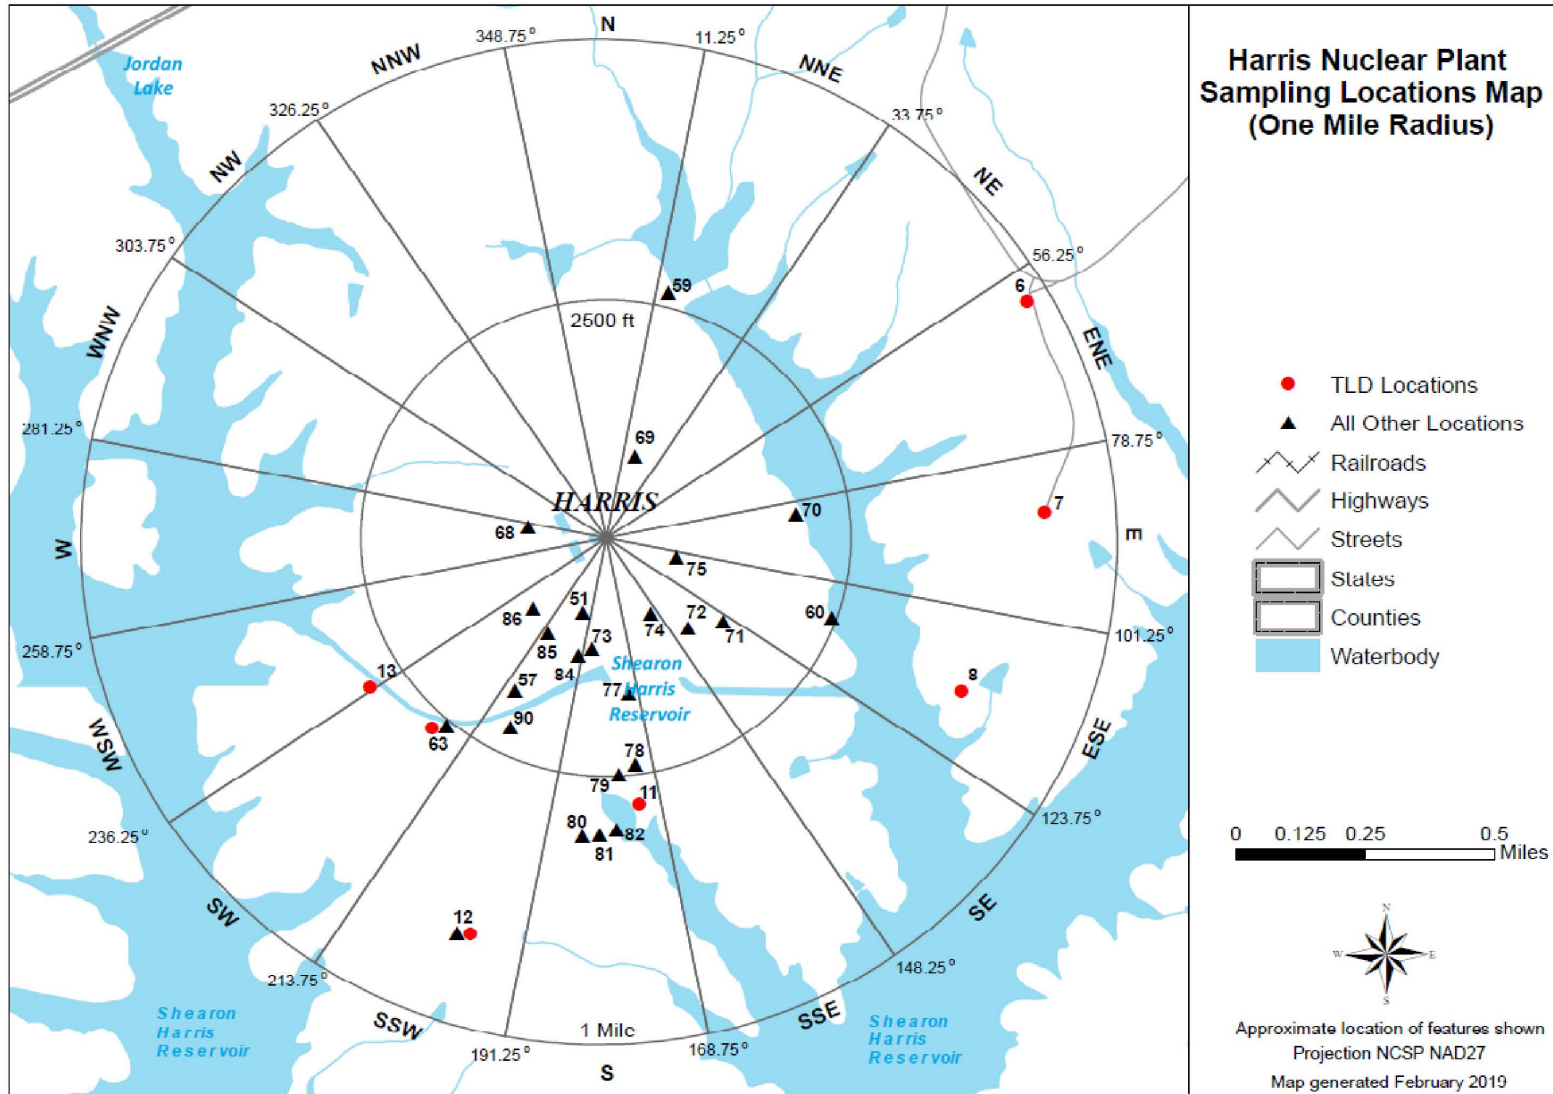 Harris Nuclear Plant
Sampling Locations Map
(One Mile Radius)
Jordan
Lake
NNW
348.75°
N
11.25°
NNE
326.25°
33.75°
NW
NE
303.75°
56.25°
6
59
2500 ft
WNW
ENE
281.25°
78.75°
69
HARRIS
68
70
7
W
E
75
51
86
72
60
74
71
73
85
101.25°
258.75°
84
Shearon
Harris
Reservoir
13
8
57
77
90
63
WSW
ESE
78
79
11
80
82
81
236.25°
123.75°
SW
12
SE
213.75°
148.25°
SSW
1 Mile
SSE
191.25°
168.75°
S
Shearon
Harris
Reservoir
Shearon
Harris
Reservoir
TLD Locations
All Other Locations
Railroads
Highways
Streets
States
Counties
Waterbody
0 0.125 0.25 0.5
Miles
N
W E
S
Approximate location of features shown
Projection NCSP NAD27
Map generated February 2019